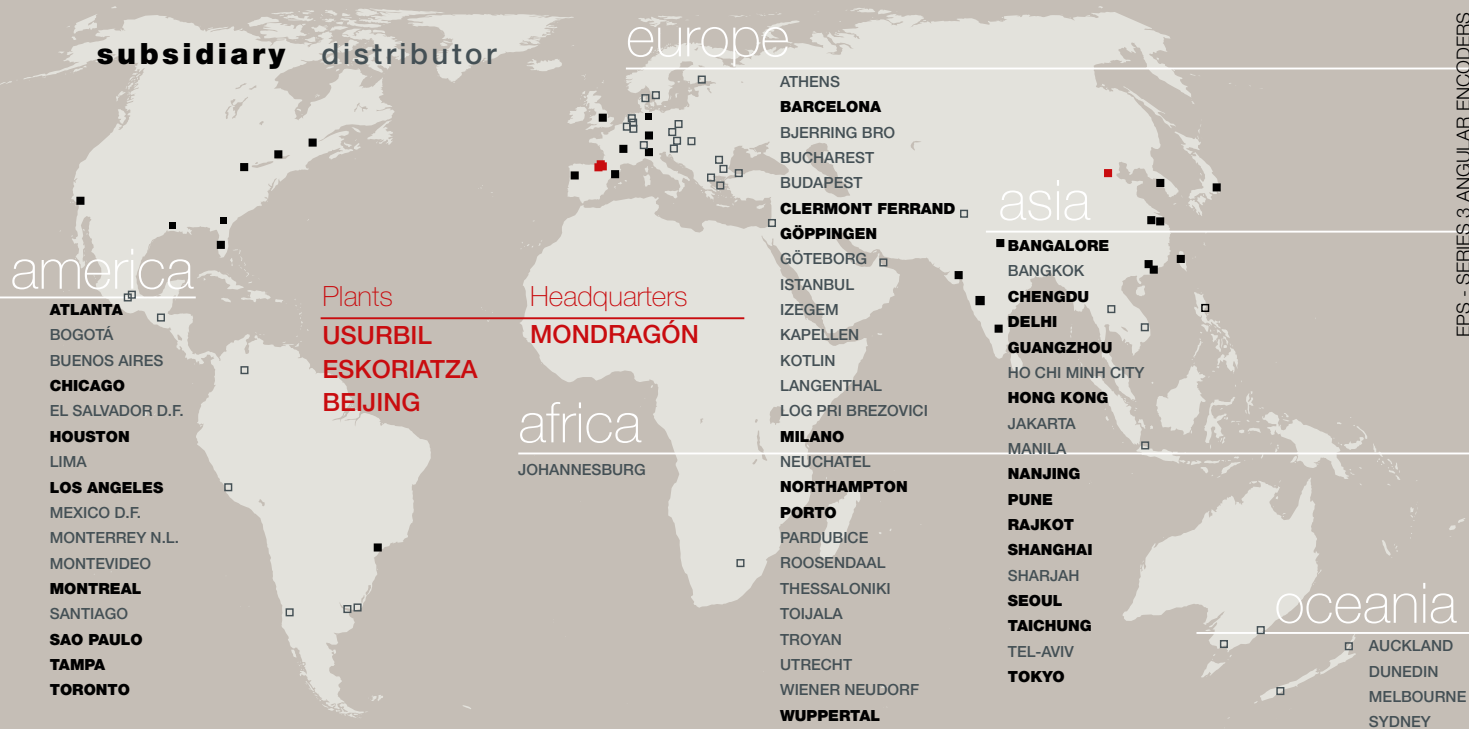 subsidiary distributor
america
ATLANTA
BOGOTÁ
BUENOS AIRES
CHICAGO
EL SALVADOR D.F.
HOUSTON
LIMA
LOS ANGELES
MEXICO D.F.
MONTERREY N.L.
MONTEVIDEO
MONTREAL
SANTIAGO
SAO PAULO
TAMPA
TORONTO
Plants
USURBIL
ESKORIATZA
BEIJING
Headquarters
MONDRAGÓN
africa
JOHANNESBURG
europe
ATHENS
BARCELONA
BJERRING BRO
BUCHAREST
BUDAPEST
CLERMONT FERRAND
GÖPPINGEN
GÖTEBORG
ISTANBUL
IZEGEM
KAPELLEN
KOTLIN
LANGENTHAL
LOG PRI BREZOVICI
MILANO
NEUCHATEL
NORTHAMPTON
PORTO
PARDUBICE
ROOSENDAAL
THESSALONIKI
TOIJALA
TROYAN
UTRECHT
WIENER NEUDORF
WUPPERTAL
asia
BANGALORE
BANGKOK
CHENGDU
DELHI
GUANGZHOU
HO CHI MINH CITY
HONG KONG
JAKARTA
MANILA
NANJING
PUNE
RAJKOT
SHANGHAI
SHARJAH
SEOUL
TAICHUNG
TEL-AVIV
TOKYO
oceania
AUCKLAND
DUNEDIN
MELBOURNE
SYDNEY
EPS - SERIES 3 ANGULAR ENCODERS